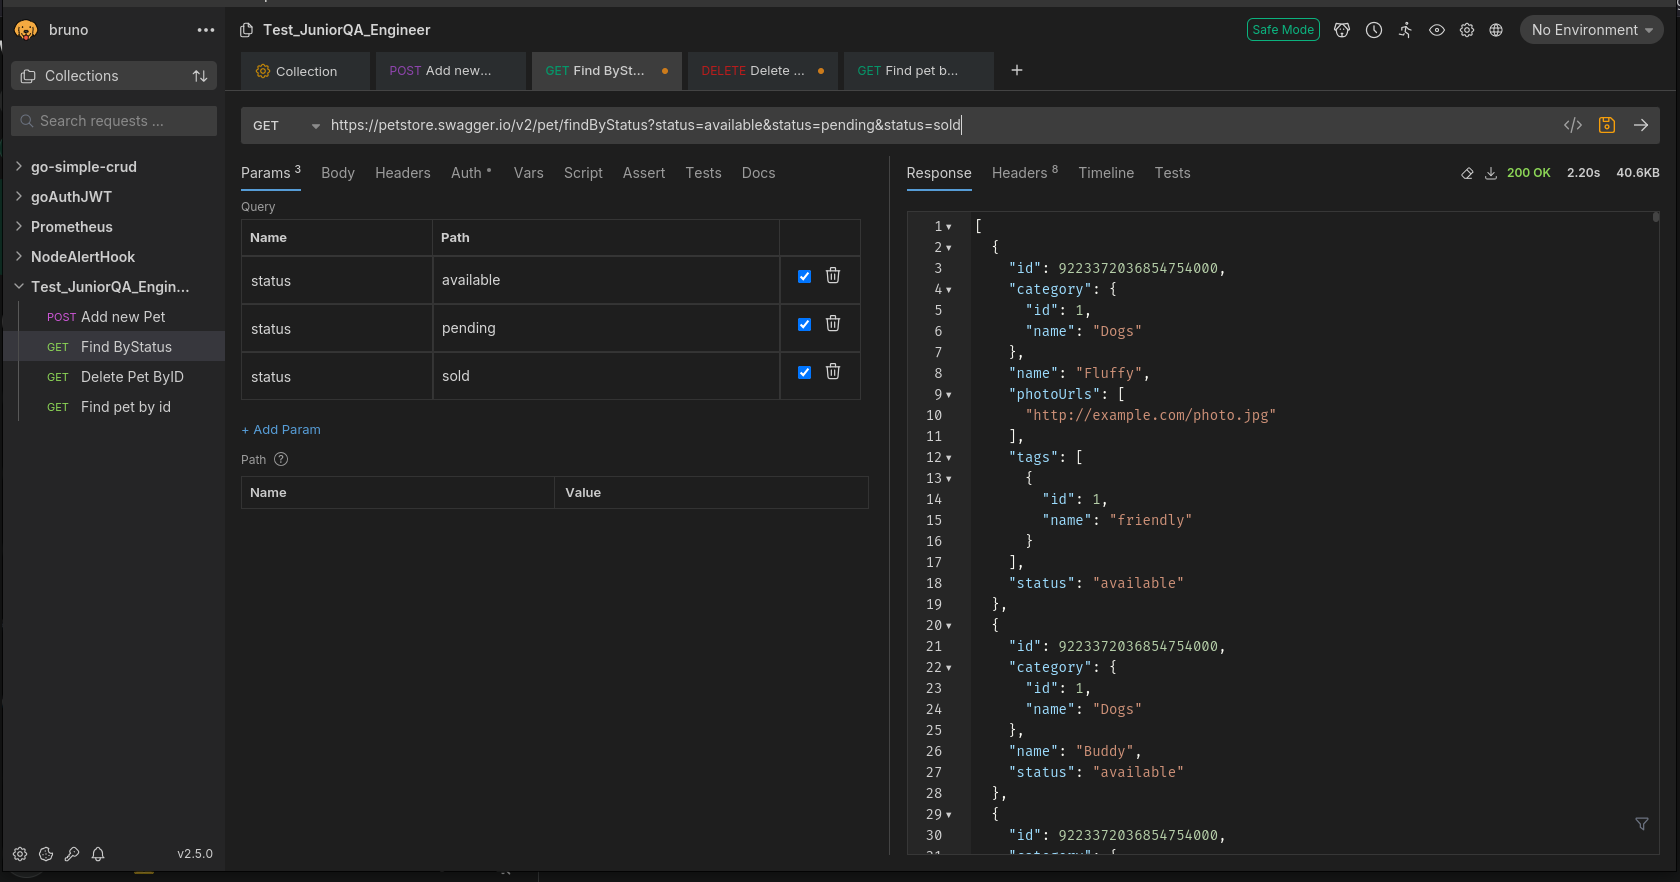 bruno
Collections
Search requests ...
go-simple-crud
goAuthJWT
Prometheus
NodeAlertHook
Test_JuniorQA_Engin...
POST Add new Pet
GET Find ByStatus
GET Delete Pet ByID
GET Find pet by id
v2.5.0
Test_JuniorQA_Engineer
Safe Mode
No Environment
Collection
POST Add new...
GET Find BySt...
DELETE Delete ...
GET Find pet b...
+
GET https://petstore.swagger.io/v2/pet/findByStatus?status=available&status=pending&status=sold
Params 3 Body Headers Auth Vars Script Assert Tests Docs
Query
Name Path
status available
status pending
status sold
+ Add Param
Path ?
Name Value
Response Headers 8 Timeline Tests
200 OK 2.20s 40.6KB
1 [
2 {
3 "id": 9223372036854754000,
4 "category": {
5 "id": 1,
6 "name": "Dogs"
7 },
8 "name": "Fluffy",
9 "photoUrls": [
10 "http://example.com/photo.jpg"
11 ],
12 "tags": [
13 {
14 "id": 1,
15 "name": "friendly"
16 }
17 ],
18 "status": "available"
19 },
20 {
21 "id": 9223372036854754000,
22 "category": {
23 "id": 1,
24 "name": "Dogs"
25 },
26 "name": "Buddy",
27 "status": "available"
28 },
29 {
30 "id": 9223372036854754000,
31 "category": {